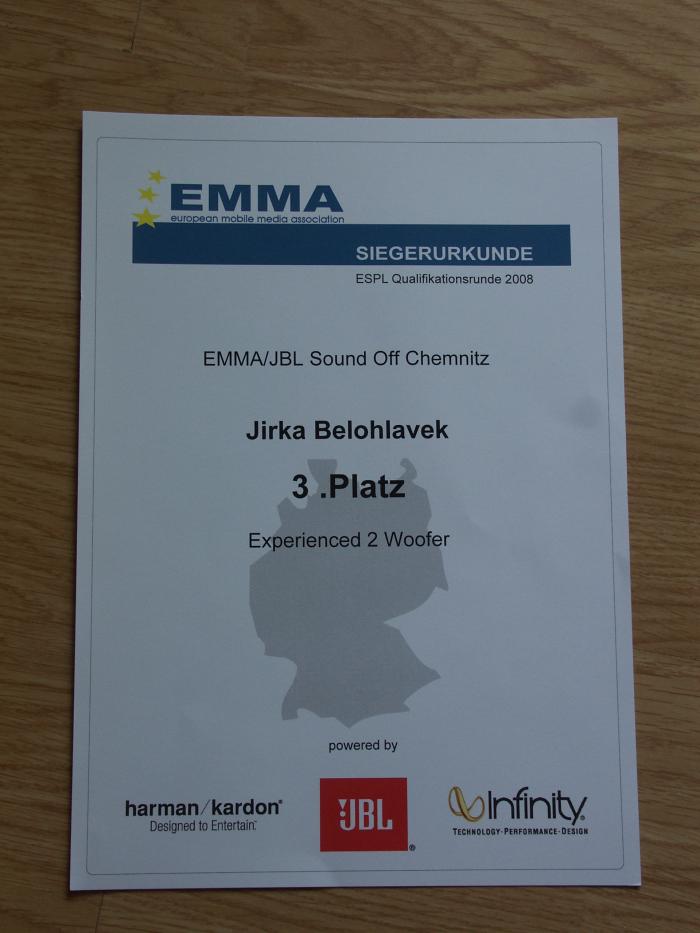 EMMA
european mobile media association
SIEGERURKUNDE
ESPL Qualifikationsrunde 2008
EMMA/JBL Sound Off Chemnitz
Jirka Belohlavek
3 .Platz
Experienced 2 Woofer
powered by
harman/kardon®
Designed to Entertain.™
JBL®
Infinity®
TECHNOLOGY·PERFORMANCE·DESIGN